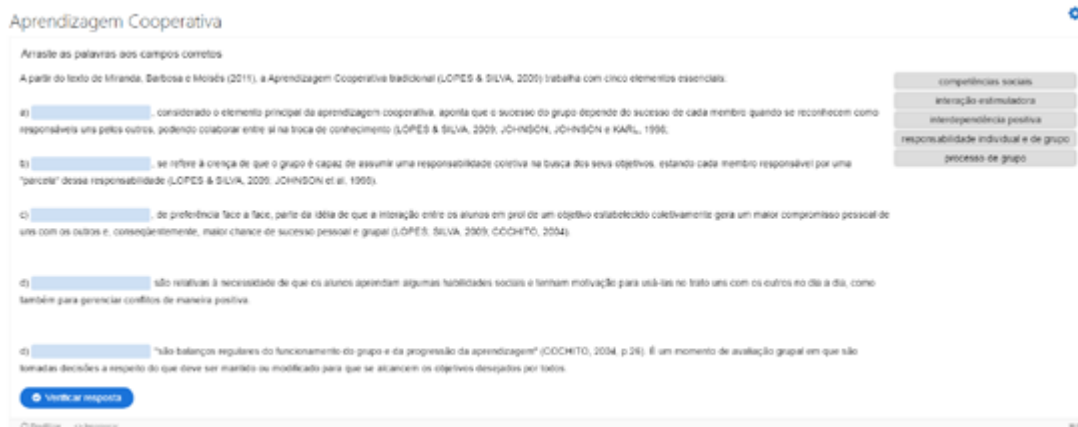 Aprendizagem Cooperativa
Arraste as palavras aos campos corretos
A partir do texto de Miranda, Barbosa e Moisés (2011), a Aprendizagem Cooperativa tradicional (LOPES & SILVA, 2009) trabalha com cinco elementos essenciais:
a) , considerado o elemento principal da aprendizagem cooperativa, aponta que o sucesso do grupo depende do sucesso de cada membro quando se reconhecem como
responsáveis uns pelos outros, podendo colaborar entre si na troca de conhecimento (LOPES & SILVA, 2009; JOHNSON, JOHNSON e KARL, 1998;
b) , se refere à crença de que o grupo é capaz de assumir uma responsabilidade coletiva na busca dos seus objetivos, estando cada membro responsável por uma
"parcela" dessa responsabilidade (LOPES & SILVA, 2009; JOHNSON et al, 1998).
c) , de preferência face a face, parte da idéia de que a interação entre os alunos em prol de um objetivo estabelecido coletivamente gera um maior compromisso pessoal de
uns com os outros e, conseqüentemente, maior chance de sucesso pessoal e grupal (LOPES; SILVA, 2009; COCHITO, 2004).
d) são relativas à necessidade de que os alunos aprendam algumas habilidades sociais e tenham motivação para usá-las no trato uns com os outros no dia a dia, como
também para gerenciar conflitos de maneira positiva.
d) "são balanços regulares do funcionamento do grupo e da progressão da aprendizagem" (COCHITO, 2004, p.26). É um momento de avaliação grupal em que são
tomadas decisões a respeito do que deve ser mantido ou modificado para que se alcancem os objetivos desejados por todos.
Verificar resposta
competências sociais
interação estimuladora
interdependência positiva
responsabilidade individual e de grupo
processo de grupo